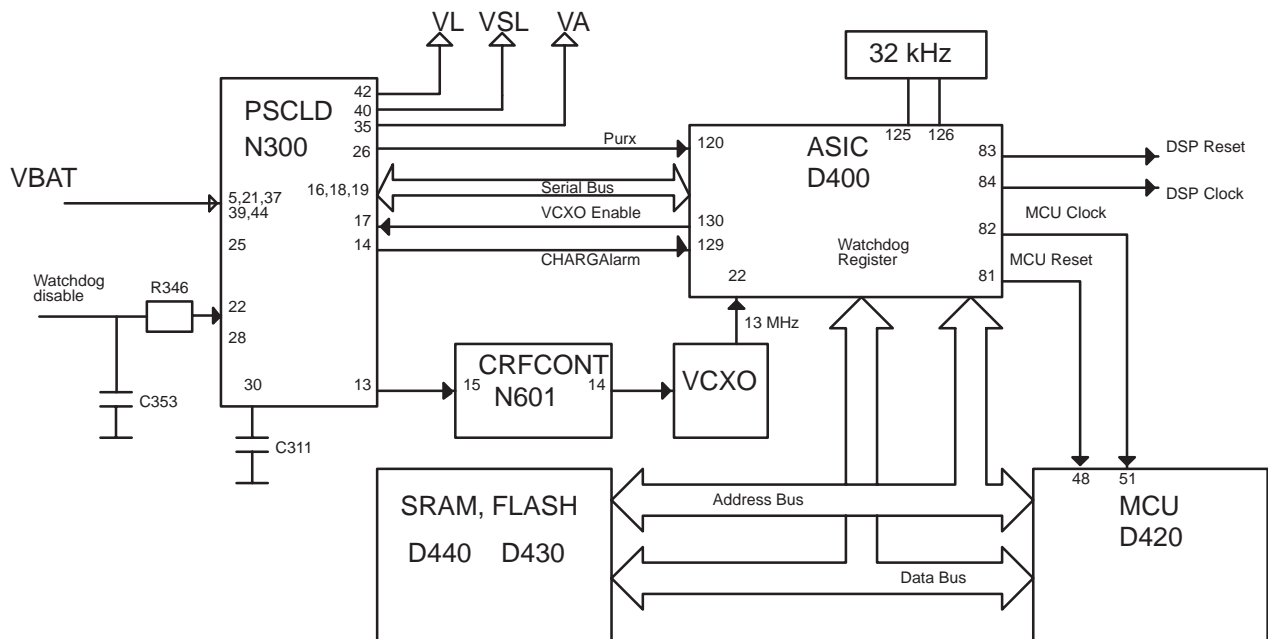 VL VSL VA
32 kHz
42
40
35
26
PSCLD
N300
Purx
120
125 126
ASIC
D400
83
84
DSP Reset
DSP Clock
VBAT
5,21,37
39,44
16,18,19
Serial Bus
VCXO Enable
17
130
82
MCU Clock
25
14
129
CHARGAlarm
Watchdog
Register
MCU Reset
81
22
Watchdog
disable
R346
22
28
13 MHz
30
13
15
CRFCONT
N601
14
VCXO
C353
C311
SRAM, FLASH
D440 D430
Address Bus
Data Bus
48 51
MCU
D420